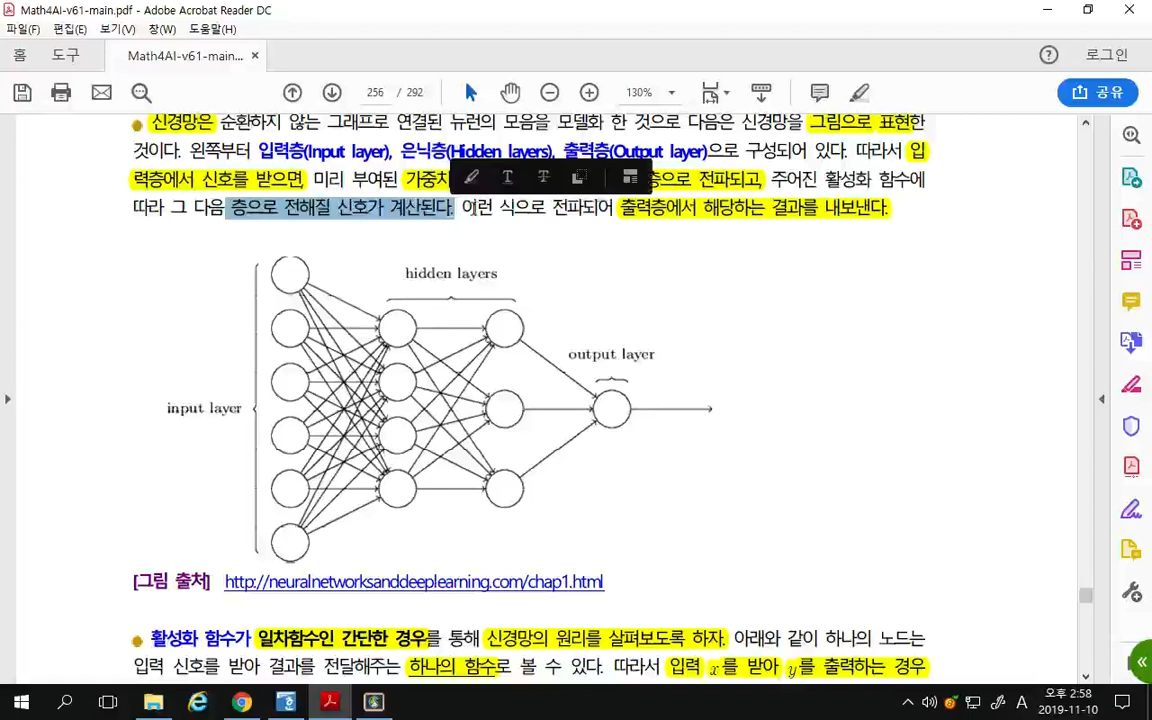 Math4AI-v61-main.pdf - Adobe Acrobat Reader DC
파일(F) 편집(E) 보기(V) 창(W) 도움말(H)
홈 도구 Math4AI-v61-main... × 로그인
256 / 292 130% 공유
신경망은 순환하지 않는 그래프로 연결된 뉴런의 모음을 모델화 한 것으로 다음은 신경망을 그림으로 표현한
것이다. 왼쪽부터 입력층(Input layer), 은닉층(Hidden layers), 출력층(Output layer)으로 구성되어 있다. 따라서 입
력층에서 신호를 받으면, 미리 부여된 가중치 층으로 전파되고, 주어진 활성화 함수에
따라 그 다음 층으로 전해질 신호가 계산된다. 이런 식으로 전파되어 출력층에서 해당하는 결과를 내보낸다.
hidden layers
output layer
input layer
[그림 출처] http://neuralnetworksanddeeplearning.com/chap1.html
활성화 함수가 일차함수인 간단한 경우를 통해 신경망의 원리를 살펴보도록 하자. 아래와 같이 하나의 노드는
입력 신호를 받아 결과를 전달해주는 하나의 함수로 볼 수 있다. 따라서 입력 x를 받아 y를 출력하는 경우
A 오후 2:58
2019-11-10